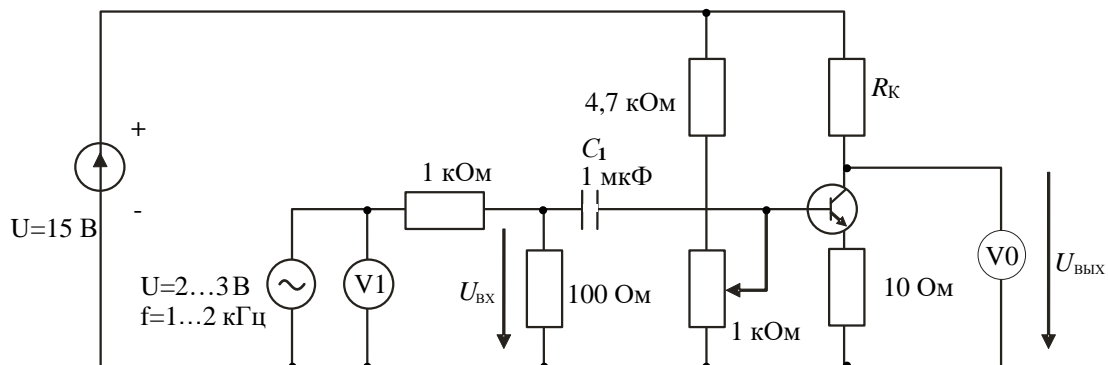 4,7 кОм
RК
+
C1
1 мкФ
1 кОм
-
U=15 В
U=2…3 В
f=1…2 кГц
V1
UВХ
100 Ом
1 кОм
10 Ом
V0
UВЫХ